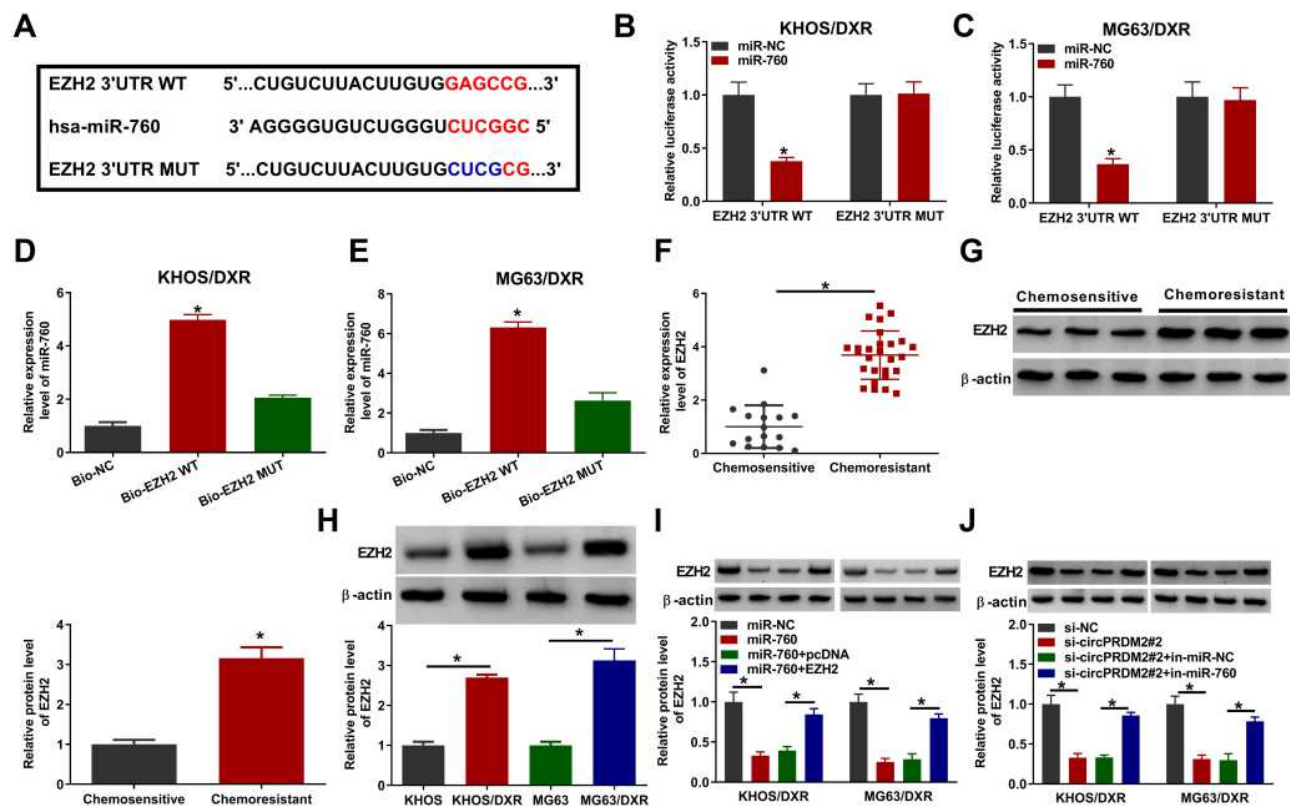 A
EZH2 3'UTR WT 5'...CUGUCUUACUUGUGGAGCCG...3'
hsa-miR-760 3' AGGGGUGUCUGGGUCUCGGC 5'
EZH2 3'UTR MUT 5'...CUGUCUUACUUGUGCUCGCG...3'
B
KHOS/DXR
Relative luciferase activity
1.5
1.0
0.5
0.0
miR-NC
miR-760
*
EZH2 3'UTR WT
EZH2 3'UTR MUT
C
MG63/DXR
Relative luciferase activity
1.5
1.0
0.5
0.0
miR-NC
miR-760
*
EZH2 3'UTR WT
EZH2 3'UTR MUT
D
KHOS/DXR
Relative expression
level of miR-760
6
4
2
0
*
Bio-NC
Bio-EZH2 WT
Bio-EZH2 MUT
E
MG63/DXR
Relative expression
level of miR-760
8
6
4
2
0
*
Bio-NC
Bio-EZH2 WT
Bio-EZH2 MUT
F
Relative expression
level of EZH2
6
4
2
0
*
Chemosensitive
Chemoresistant
G
Chemosensitive
Chemoresistant
EZH2
β-actin
Relative protein level
of EZH2
4
3
2
1
0
*
Chemosensitive
Chemoresistant
H
EZH2
β-actin
Relative protein level
of EZH2
4
3
2
1
0
*
*
KHOS
KHOS/DXR
MG63
MG63/DXR
I
EZH2
β-actin
Relative protein level
of EZH2
2.0
1.5
1.0
0.5
0.0
miR-NC
miR-760
miR-760+pcDNA
miR-760+EZH2
*
*
*
*
KHOS/DXR
MG63/DXR
J
EZH2
β-actin
Relative protein level
of EZH2
2.0
1.5
1.0
0.5
0.0
si-NC
si-circPRDM2#2
si-circPRDM2#2+in-miR-NC
si-circPRDM2#2+in-miR-760
*
*
*
*
KHOS/DXR
MG63/DXR